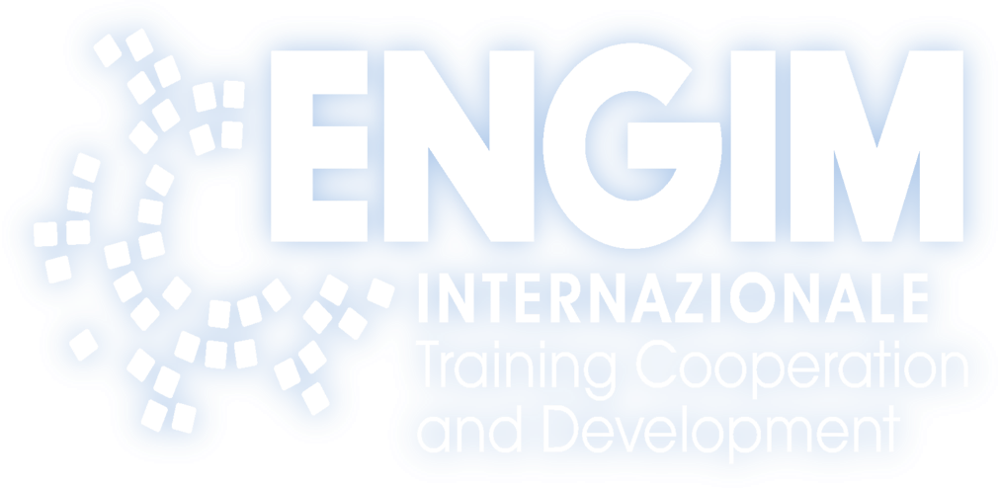 ENGIM
INTERNAZIONALE
Training Cooperation
and Development